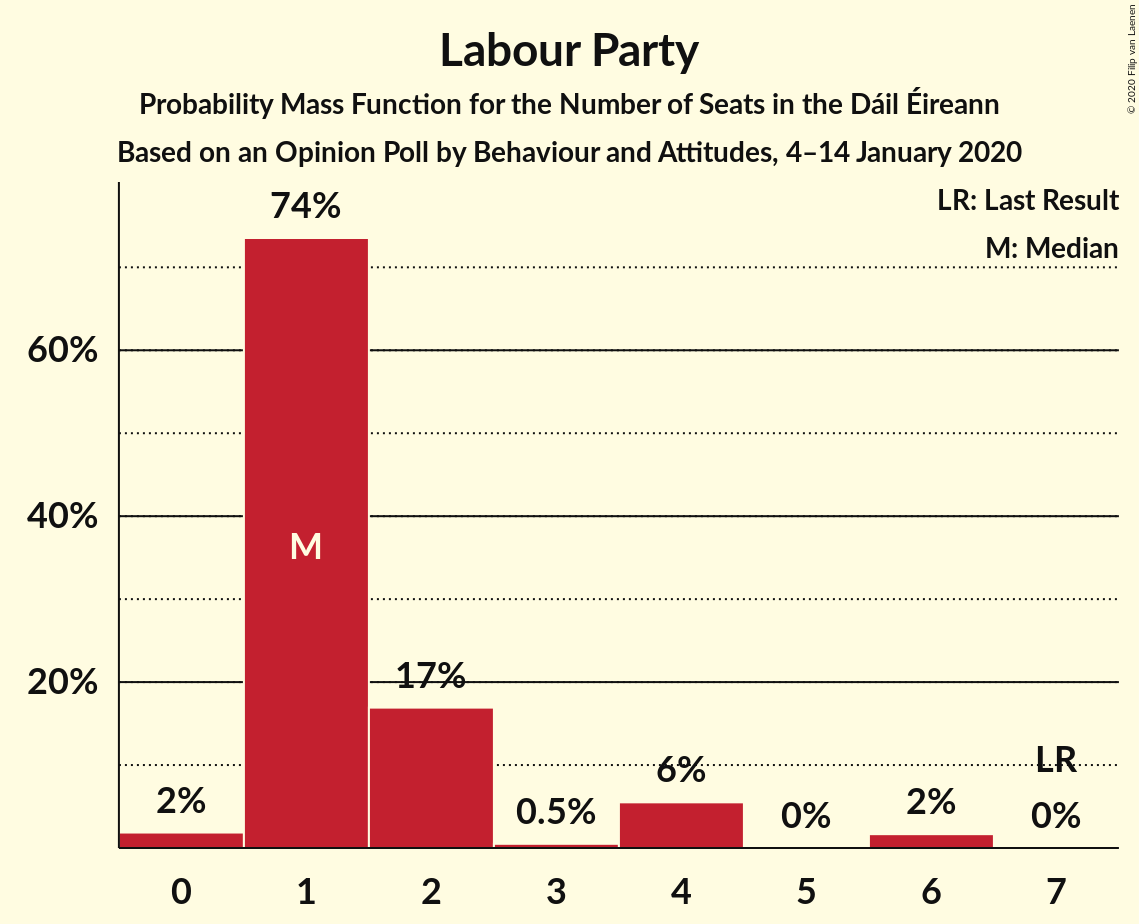 Labour Party
Probability Mass Function for the Number of Seats in the Dáil Éireann
Based on an Opinion Poll by Behaviour and Attitudes, 4–14 January 2020
© 2020 Filip van Laenen
LR: Last Result
M: Median
74%
60%
40%
20%
M
2%
17%
0.5%
6%
0%
2%
LR
0%
0 1 2 3 4 5 6 7